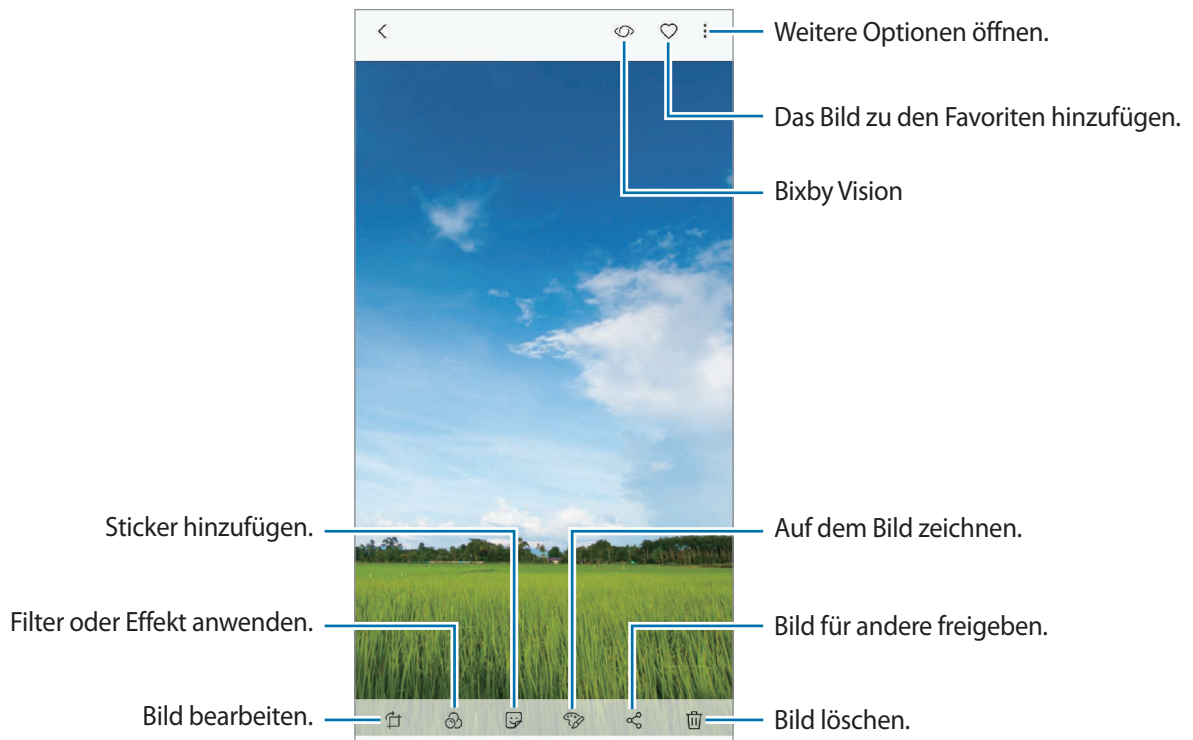 Weitere Optionen öffnen.
Das Bild zu den Favoriten hinzufügen.
Bixby Vision
Sticker hinzufügen.
Auf dem Bild zeichnen.
Filter oder Effekt anwenden.
Bild für andere freigeben.
Bild bearbeiten.
Bild löschen.